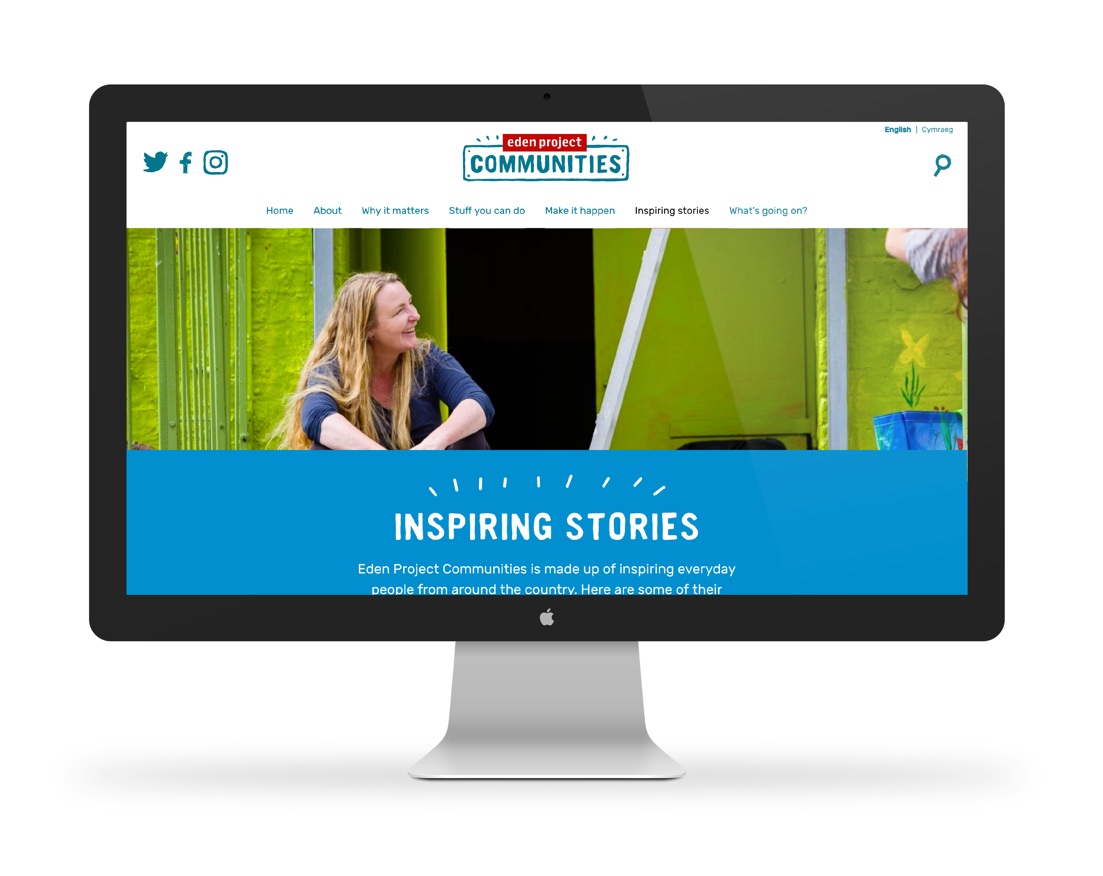 English | Cymraeg
eden project
COMMUNITIES
Home About Why it matters Stuff you can do Make it happen Inspiring stories What's going on?
INSPIRING STORIES
Eden Project Communities is made up of inspiring everyday
people from around the country. Here are some of their